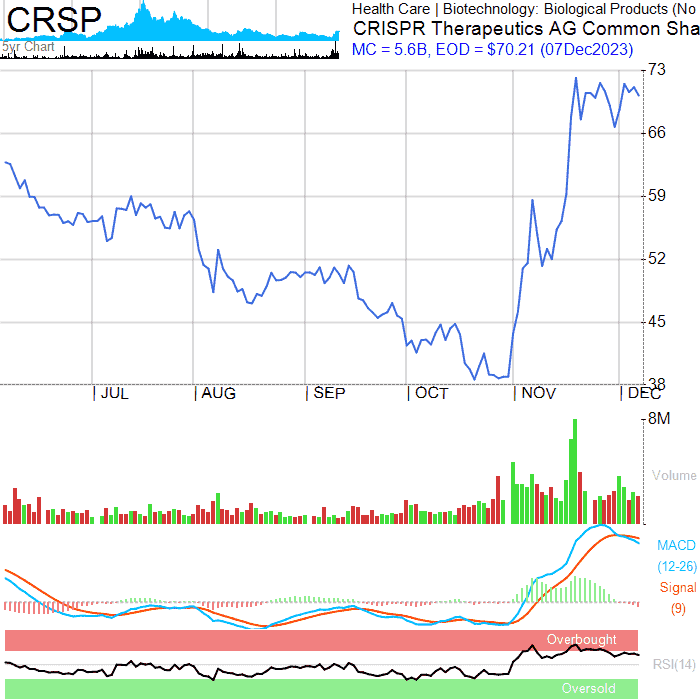 CRSP
5yr Chart
Health Care | Biotechnology: Biological Products (No
CRISPR Therapeutics AG Common Sha
MC = 5.6B, EOD = $70.21 (07Dec2023)
73
66
59
52
45
38
JUL AUG SEP OCT NOV DEC
8M
Volume
MACD
(12-26)
Signal
(9)
Overbought
RSI(14)
Oversold